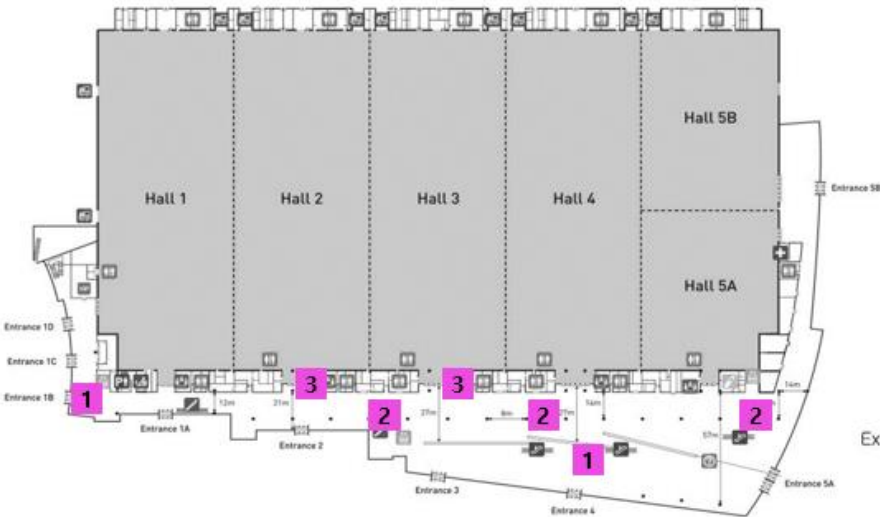 Hall 5B
Entrance 5B
Hall 1
Hall 2
Hall 3
Hall 4
Hall 5A
Entrance 1D
Entrance 1C
3
3
14m
Entrance 1B
1
12m
21m
27m
2
8m
2
21m
14m
2
Entrance 1A
Entrance 2
57m
Ex
1
Entrance 3
Entrance 5A
Entrance 4